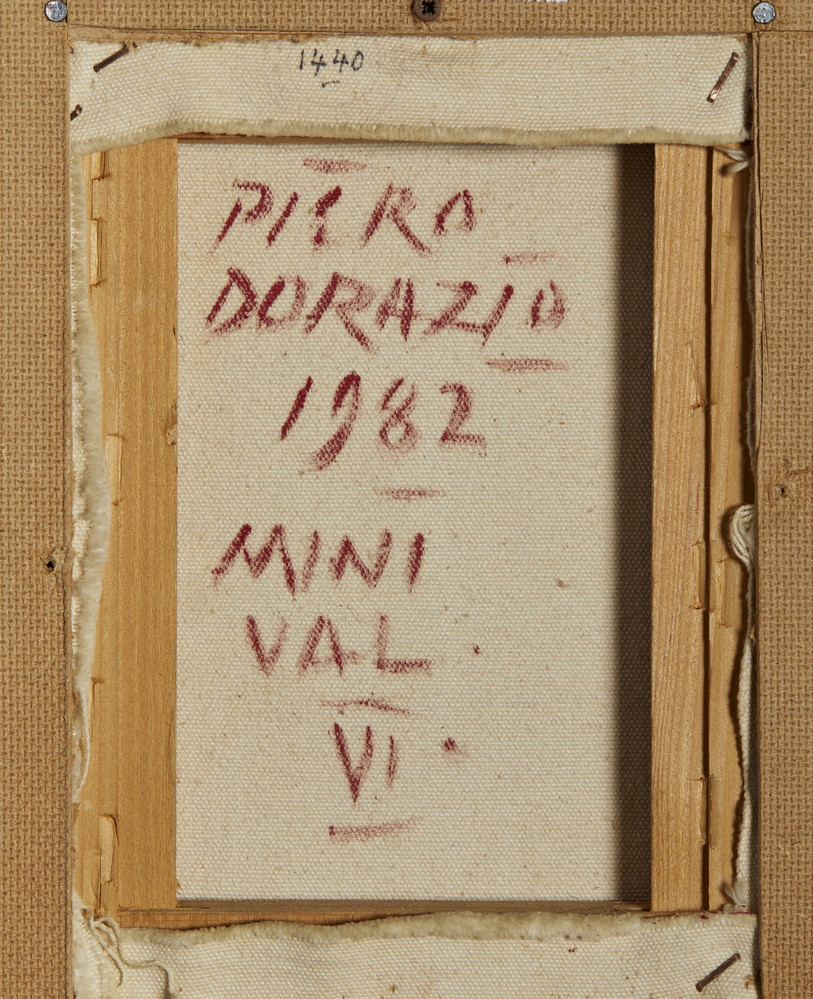 1440
PIERO
DORAZIO
1982
MINI
VAL.
VI.